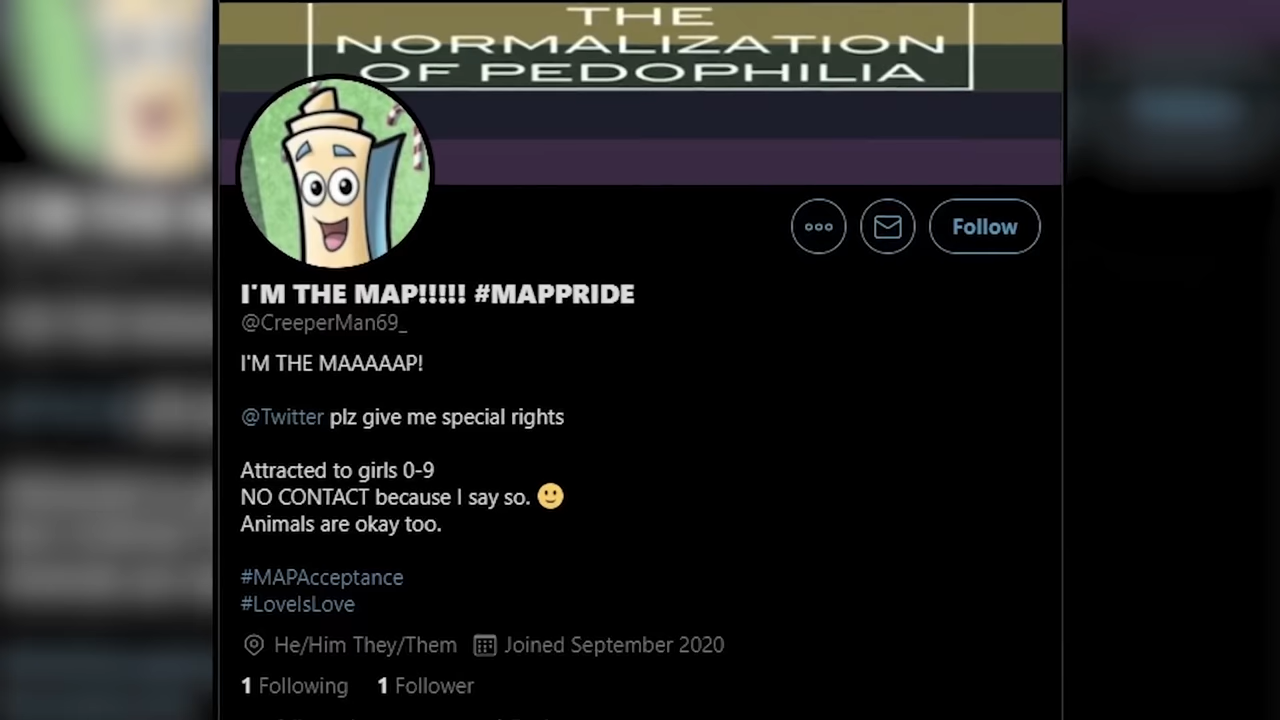 THE
NORMALIZATION
OF PEDOPHILIA
Follow
I'M THE MAP!!!!! #MAPPRIDE
@CreeperMan69_
I'M THE MAAAAAP!
@Twitter plz give me special rights
Attracted to girls 0-9
NO CONTACT because I say so. 🙂
Animals are okay too.
#MAPAcceptance
#LoveIsLove
He/Him They/Them Joined September 2020
1 Following 1 Follower